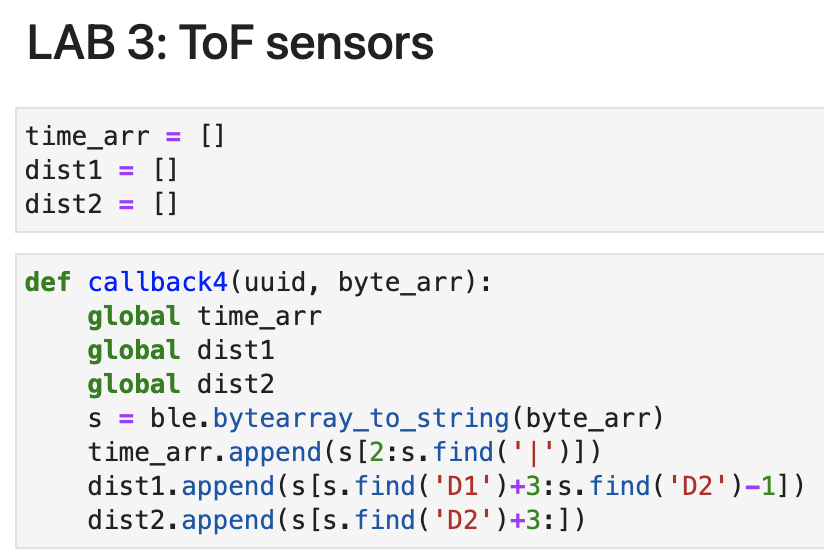 LAB 3: ToF sensors
time_arr = []
dist1 = []
dist2 = []
def callback4(uuid, byte_arr):
    global time_arr
    global dist1
    global dist2
    s = ble.bytearray_to_string(byte_arr)
    time_arr.append(s[2:s.find('|')])
    dist1.append(s[s.find('D1')+3:s.find('D2')-1])
    dist2.append(s[s.find('D2')+3:])